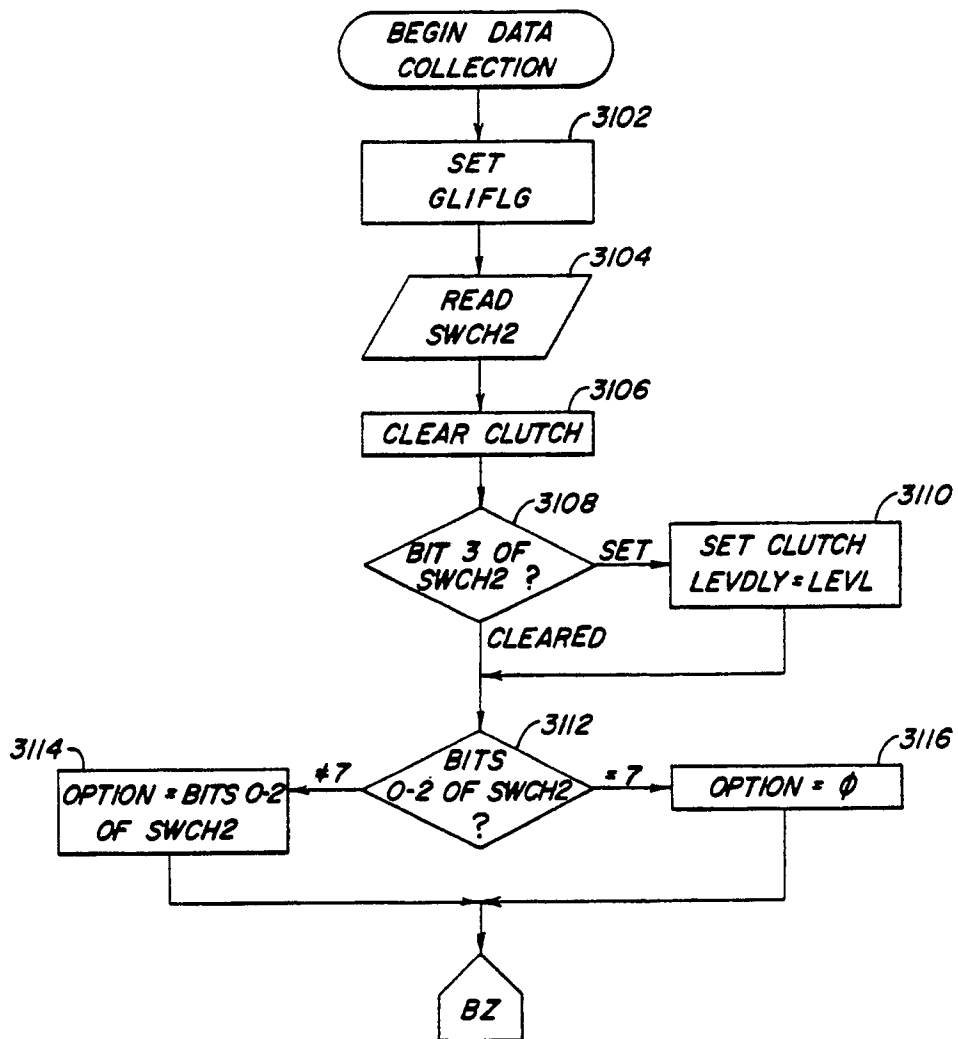 BEGIN DATA
COLLECTION
3102
SET
GLIFLG
3104
READ
SWCH2
3106
CLEAR CLUTCH
3108
BIT 3 OF
SWCH2 ?
SET
3110
SET CLUTCH
LEVDLY = LEVL
CLEARED
3112
BITS
0-2 OF SWCH2
?
≠7
3114
OPTION = BITS 0-2
OF SWCH2
=7
3116
OPTION = φ
BZ